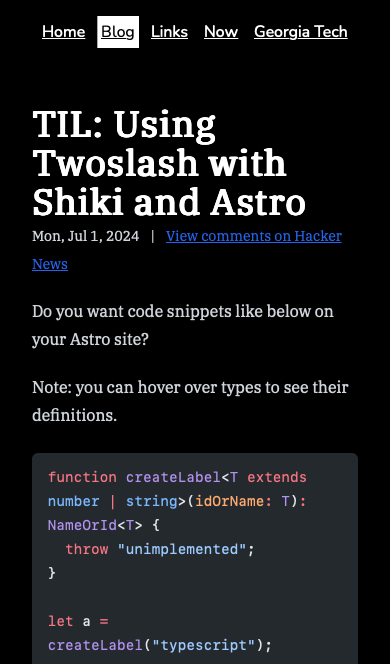 Home Blog Links Now Georgia Tech
TIL: Using
Twoslash with
Shiki and Astro
Mon, Jul 1, 2024 | View comments on Hacker
News
Do you want code snippets like below on
your Astro site?
Note: you can hover over types to see their
definitions.
function createLabel<T extends
number | string>(idOrName: T):
NameOrId<T> {
  throw "unimplemented";
}
let a =
createLabel("typescript");